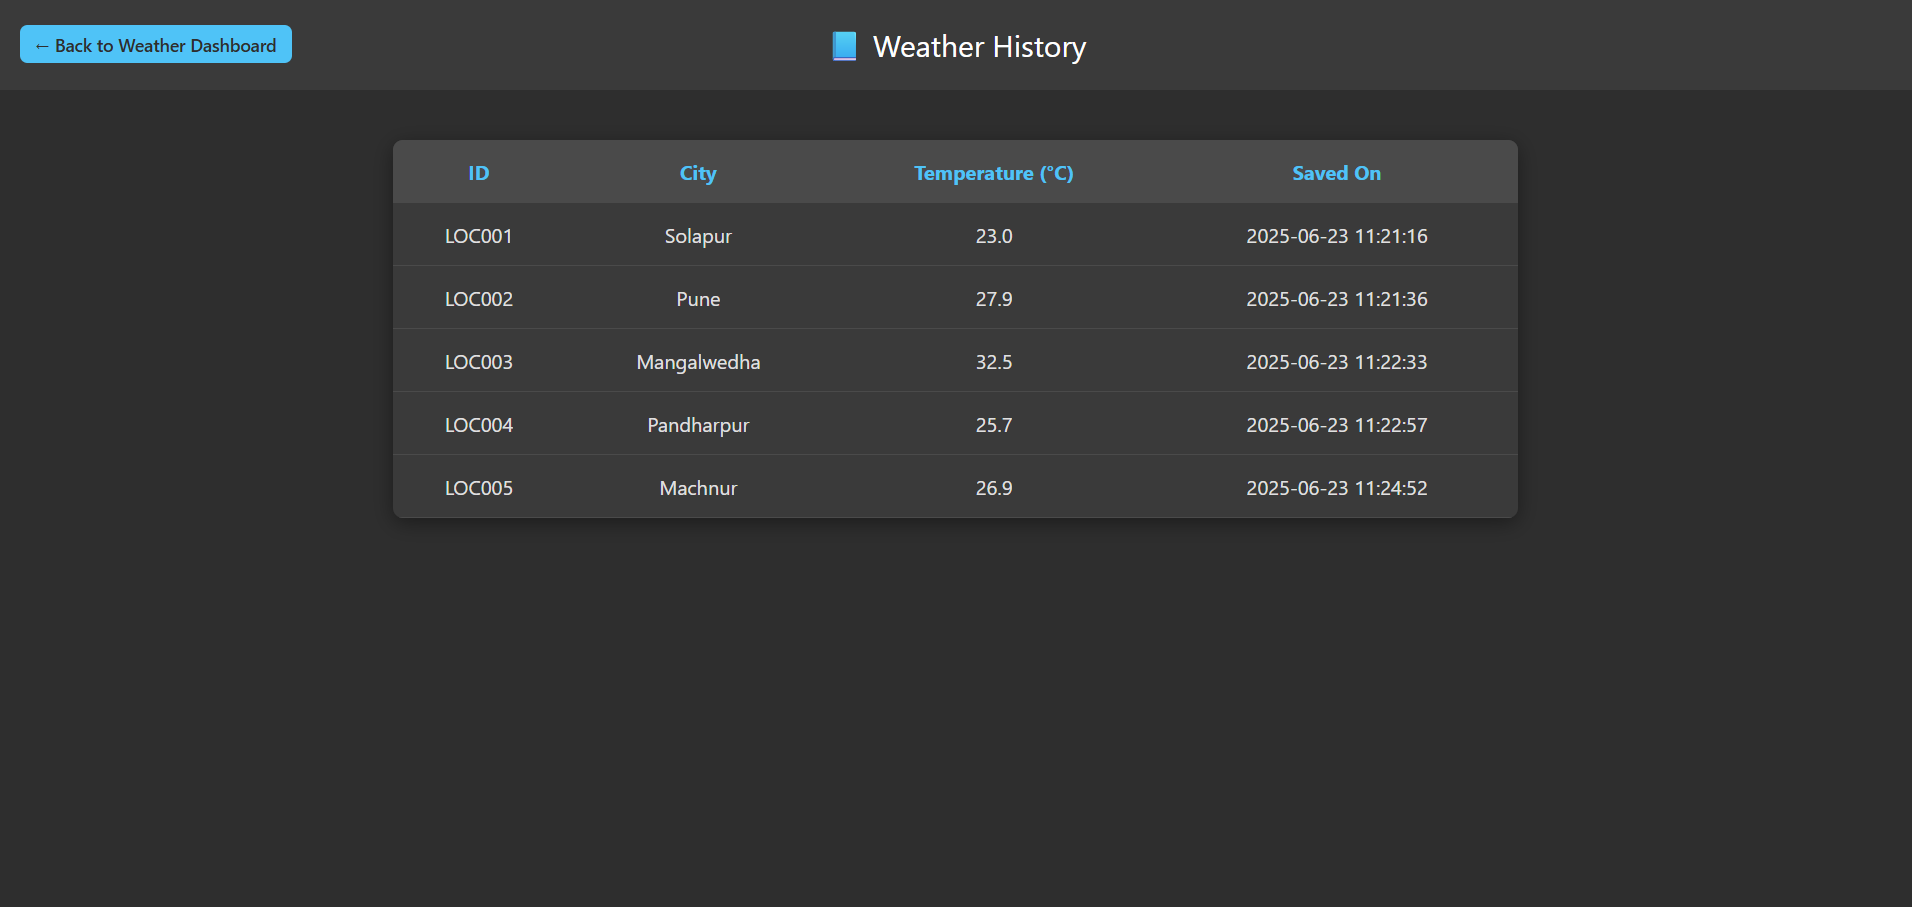 ← Back to Weather Dashboard
Weather History
ID City Temperature (°C) Saved On
LOC001 Solapur 23.0 2025-06-23 11:21:16
LOC002 Pune 27.9 2025-06-23 11:21:36
LOC003 Mangalwedha 32.5 2025-06-23 11:22:33
LOC004 Pandharpur 25.7 2025-06-23 11:22:57
LOC005 Machnur 26.9 2025-06-23 11:24:52